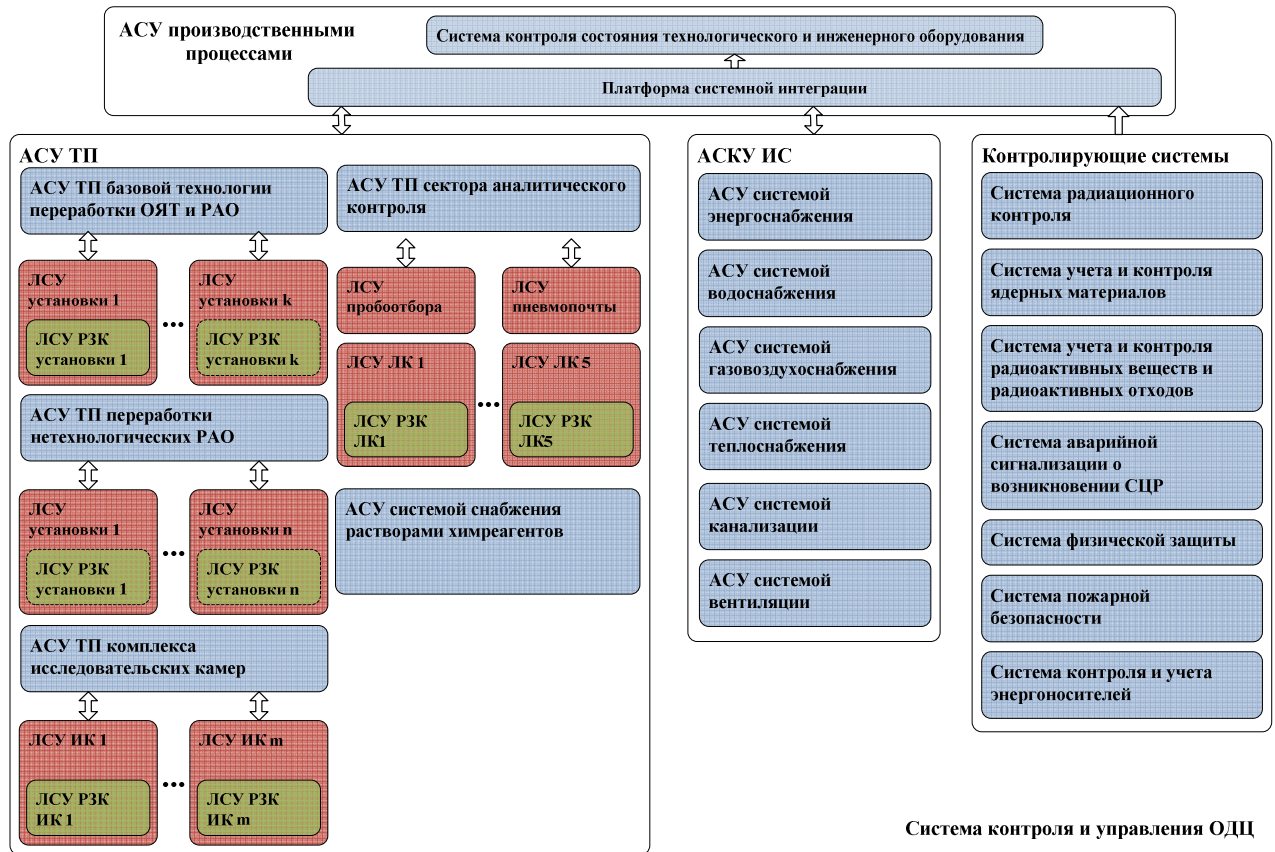 АСУ производственными
процессами
Система контроля состояния технологического и инженерного оборудования
Платформа системной интеграции
АСУ ТП
АСУ ТП базовой технологии
переработки ОЯТ и РАО
ЛСУ
установки 1
ЛСУ РЗК
установки 1
...
ЛСУ
установки k
ЛСУ РЗК
установки k
АСУ ТП переработки
нетехнологических РАО
ЛСУ
установки 1
ЛСУ РЗК
установки 1
...
ЛСУ
установки n
ЛСУ РЗК
установки n
АСУ ТП комплекса
исследовательских камер
ЛСУ ИК 1
ЛСУ РЗК
ИК 1
...
ЛСУ ИК m
ЛСУ РЗК
ИК m
АСУ ТП сектора аналитического
контроля
ЛСУ
пробоотбора
ЛСУ
пневмопочты
ЛСУ ЛК 1
ЛСУ РЗК
ЛК1
...
ЛСУ ЛК 5
ЛСУ РЗК
ЛК5
АСУ системой снабжения
растворами химреагентов
АСКУ ИС
АСУ системой
энергоснабжения
АСУ системой
водоснабжения
АСУ системой
газовоздухоснабжения
АСУ системой
теплоснабжения
АСУ системой
канализации
АСУ системой
вентиляции
Контролирующие системы
Система радиационного
контроля
Система учета и контроля
ядерных материалов
Система учета и контроля
радиоактивных веществ и
радиоактивных отходов
Система аварийной
сигнализации о
возникновении СЦР
Система физической защиты
Система пожарной
безопасности
Система контроля и учета
энергоносителей
Система контроля и управления ОДЦ